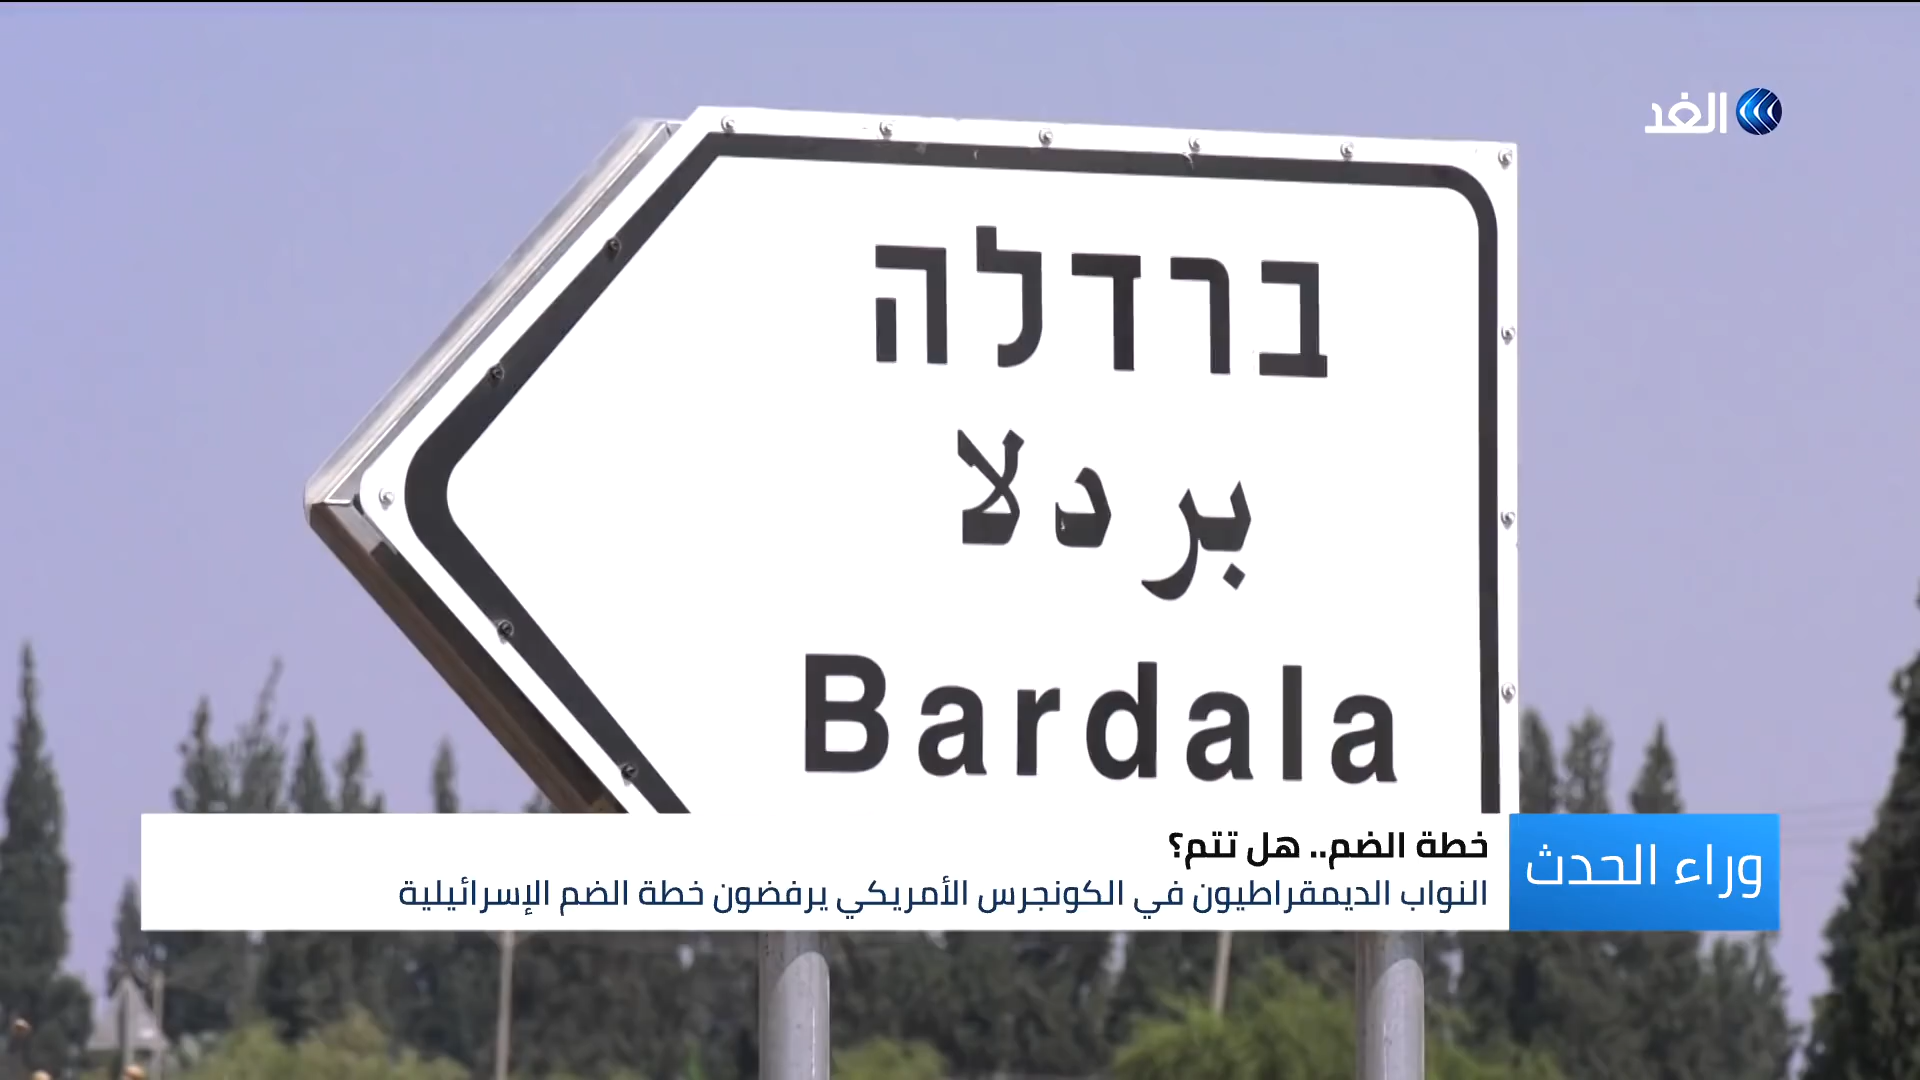 الغد
ברדלה
بردلا
Bardala
وراء الحدث
خطة الضم.. هل تتم؟
النواب الديمقراطيون في الكونجرس الأمريكي يرفضون خطة الضم الإسرائيلية